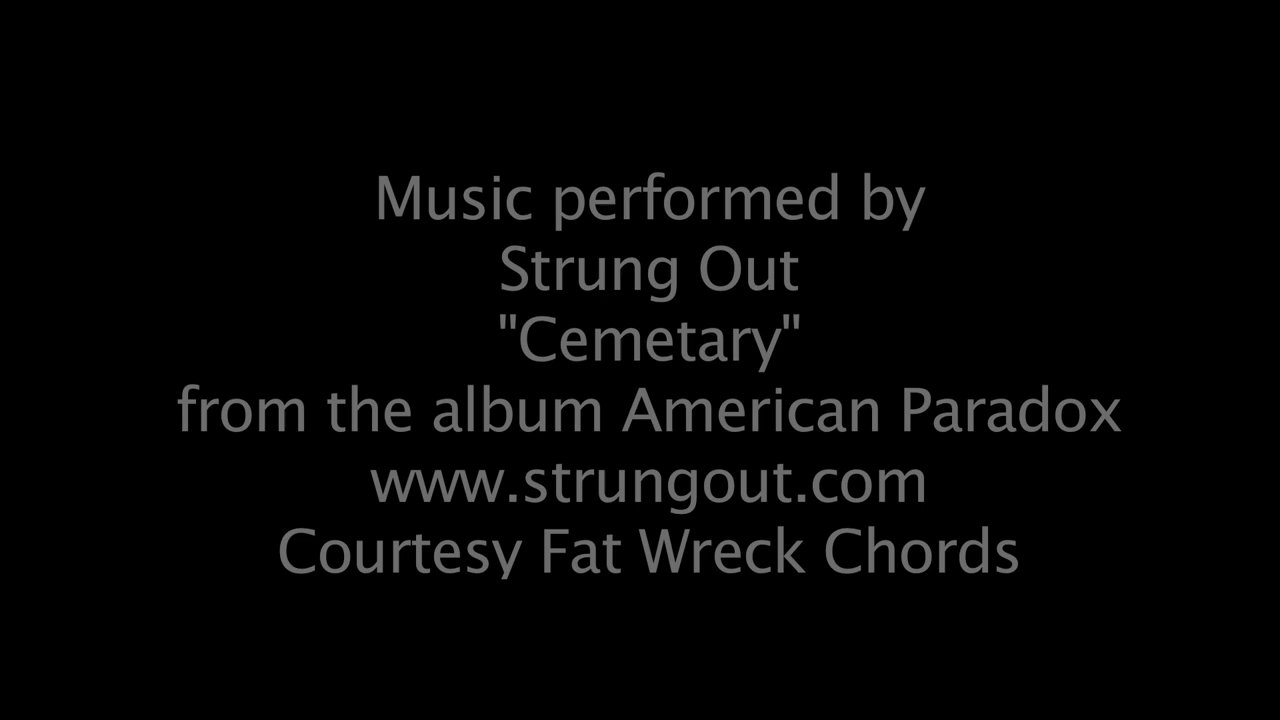 Music performed by
Strung Out
"Cemetary"
from the album American Paradox
www.strungout.com
Courtesy Fat Wreck Chords